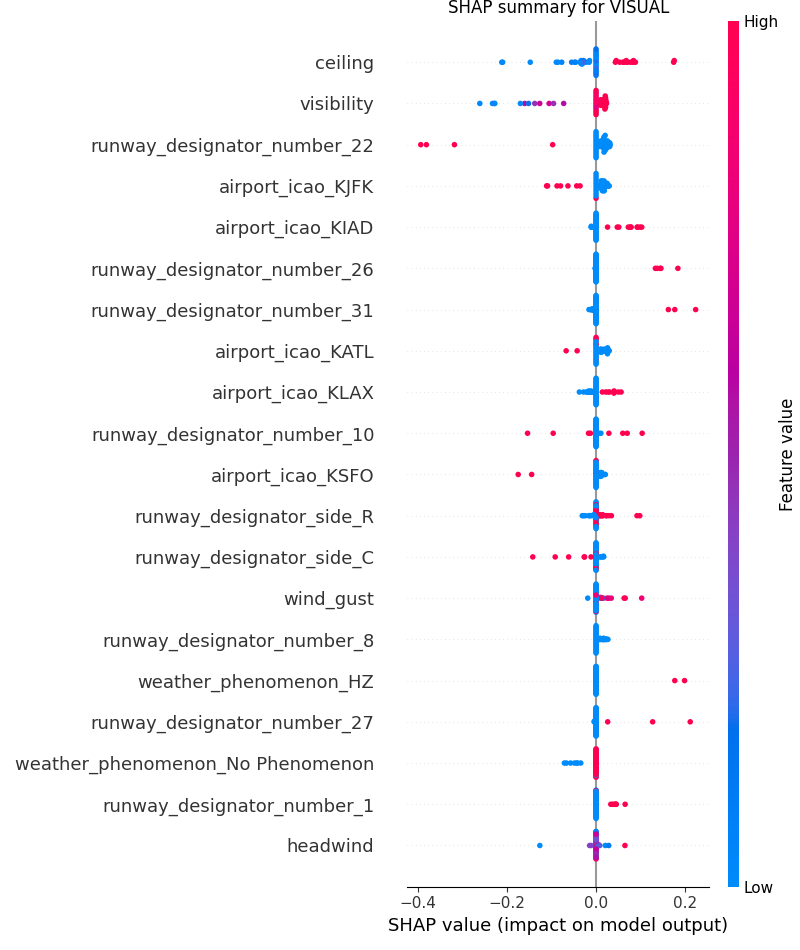 SHAP summary for VISUAL
High
ceiling
visibility
runway_designator_number_22
airport_icao_KJFK
airport_icao_KIAD
runway_designator_number_26
runway_designator_number_31
airport_icao_KATL
airport_icao_KLAX
runway_designator_number_10
airport_icao_KSFO
runway_designator_side_R
runway_designator_side_C
wind_gust
runway_designator_number_8
weather_phenomenon_HZ
runway_designator_number_27
weather_phenomenon_No Phenomenon
runway_designator_number_1
headwind
Feature value
Low
−0.4 −0.2 0.0 0.2
SHAP value (impact on model output)